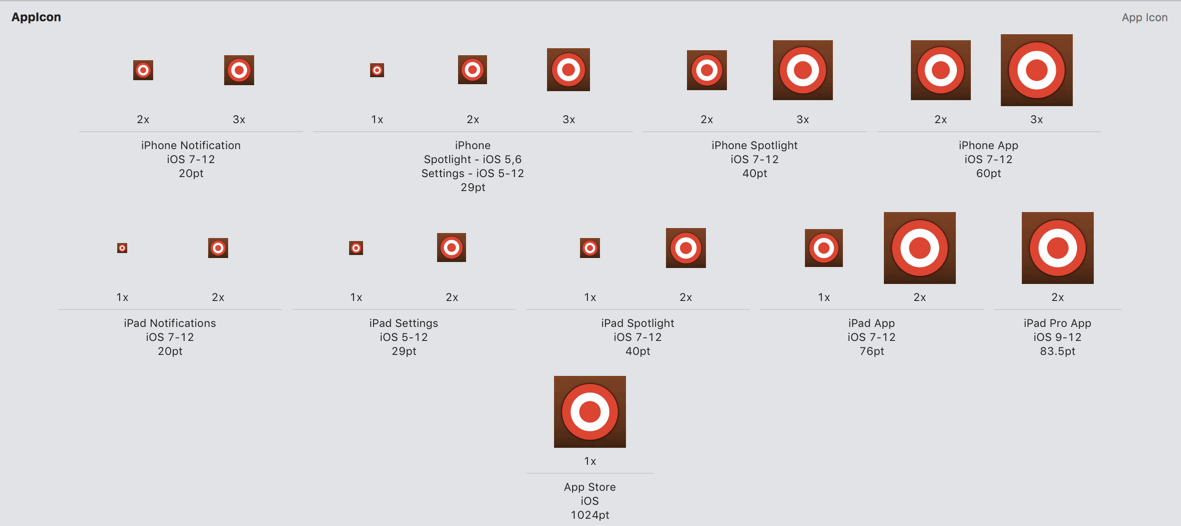 AppIcon
App Icon
2x
3x
1x
2x
3x
2x
3x
2x
3x
iPhone Notification
iOS 7-12
20pt
iPhone
Spotlight - iOS 5,6
Settings - iOS 5-12
29pt
iPhone Spotlight
iOS 7-12
40pt
iPhone App
iOS 7-12
60pt
1x
2x
1x
2x
1x
2x
1x
2x
2x
iPad Notifications
iOS 7-12
20pt
iPad Settings
iOS 5-12
29pt
iPad Spotlight
iOS 7-12
40pt
iPad App
iOS 7-12
76pt
iPad Pro App
iOS 9-12
83.5pt
1x
App Store
iOS
1024pt